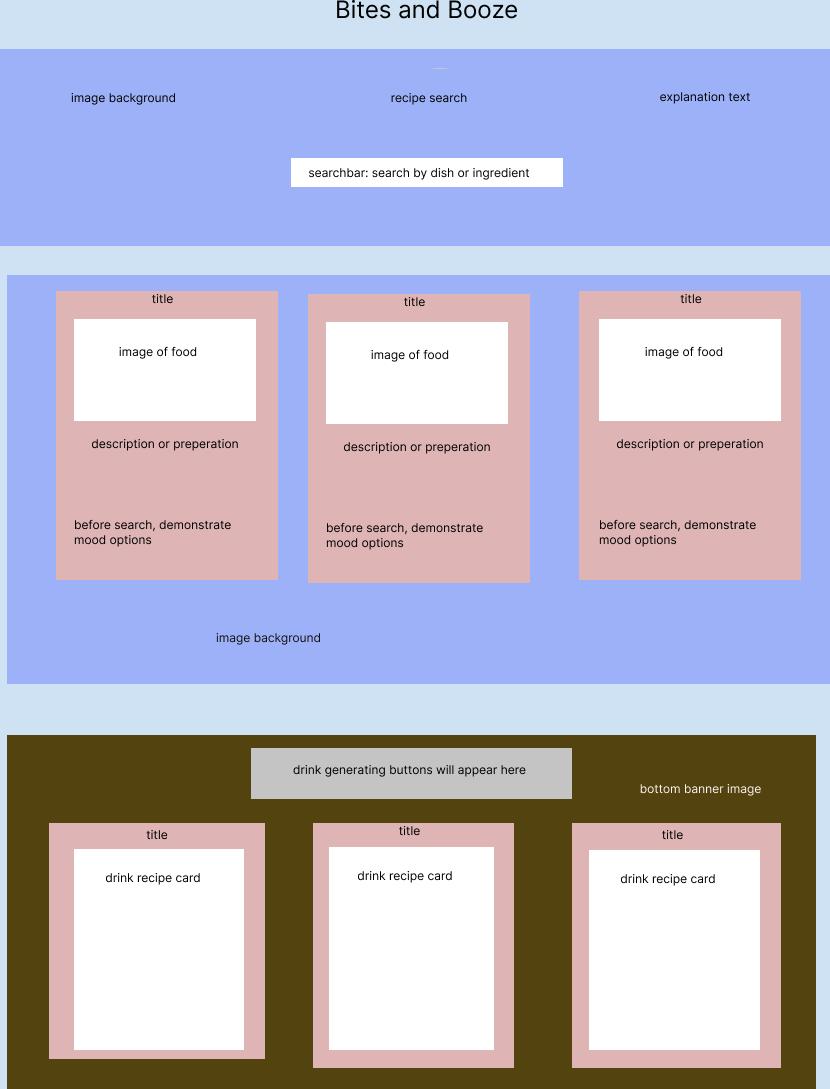 Bites and Booze
image background
recipe search
explanation text
searchbar: search by dish or ingredient
title
title
title
image of food
image of food
image of food
description or preperation
description or preperation
description or preperation
before search, demonstrate
mood options
before search, demonstrate
mood options
before search, demonstrate
mood options
image background
drink generating buttons will appear here
bottom banner image
title
title
title
drink recipe card
drink recipe card
drink recipe card